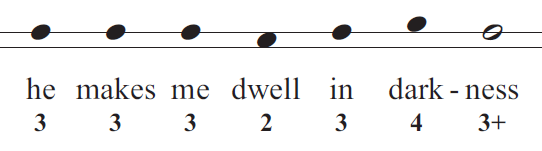 he makes me dwell in dark - ness
3 3 3 2 3 4 3+